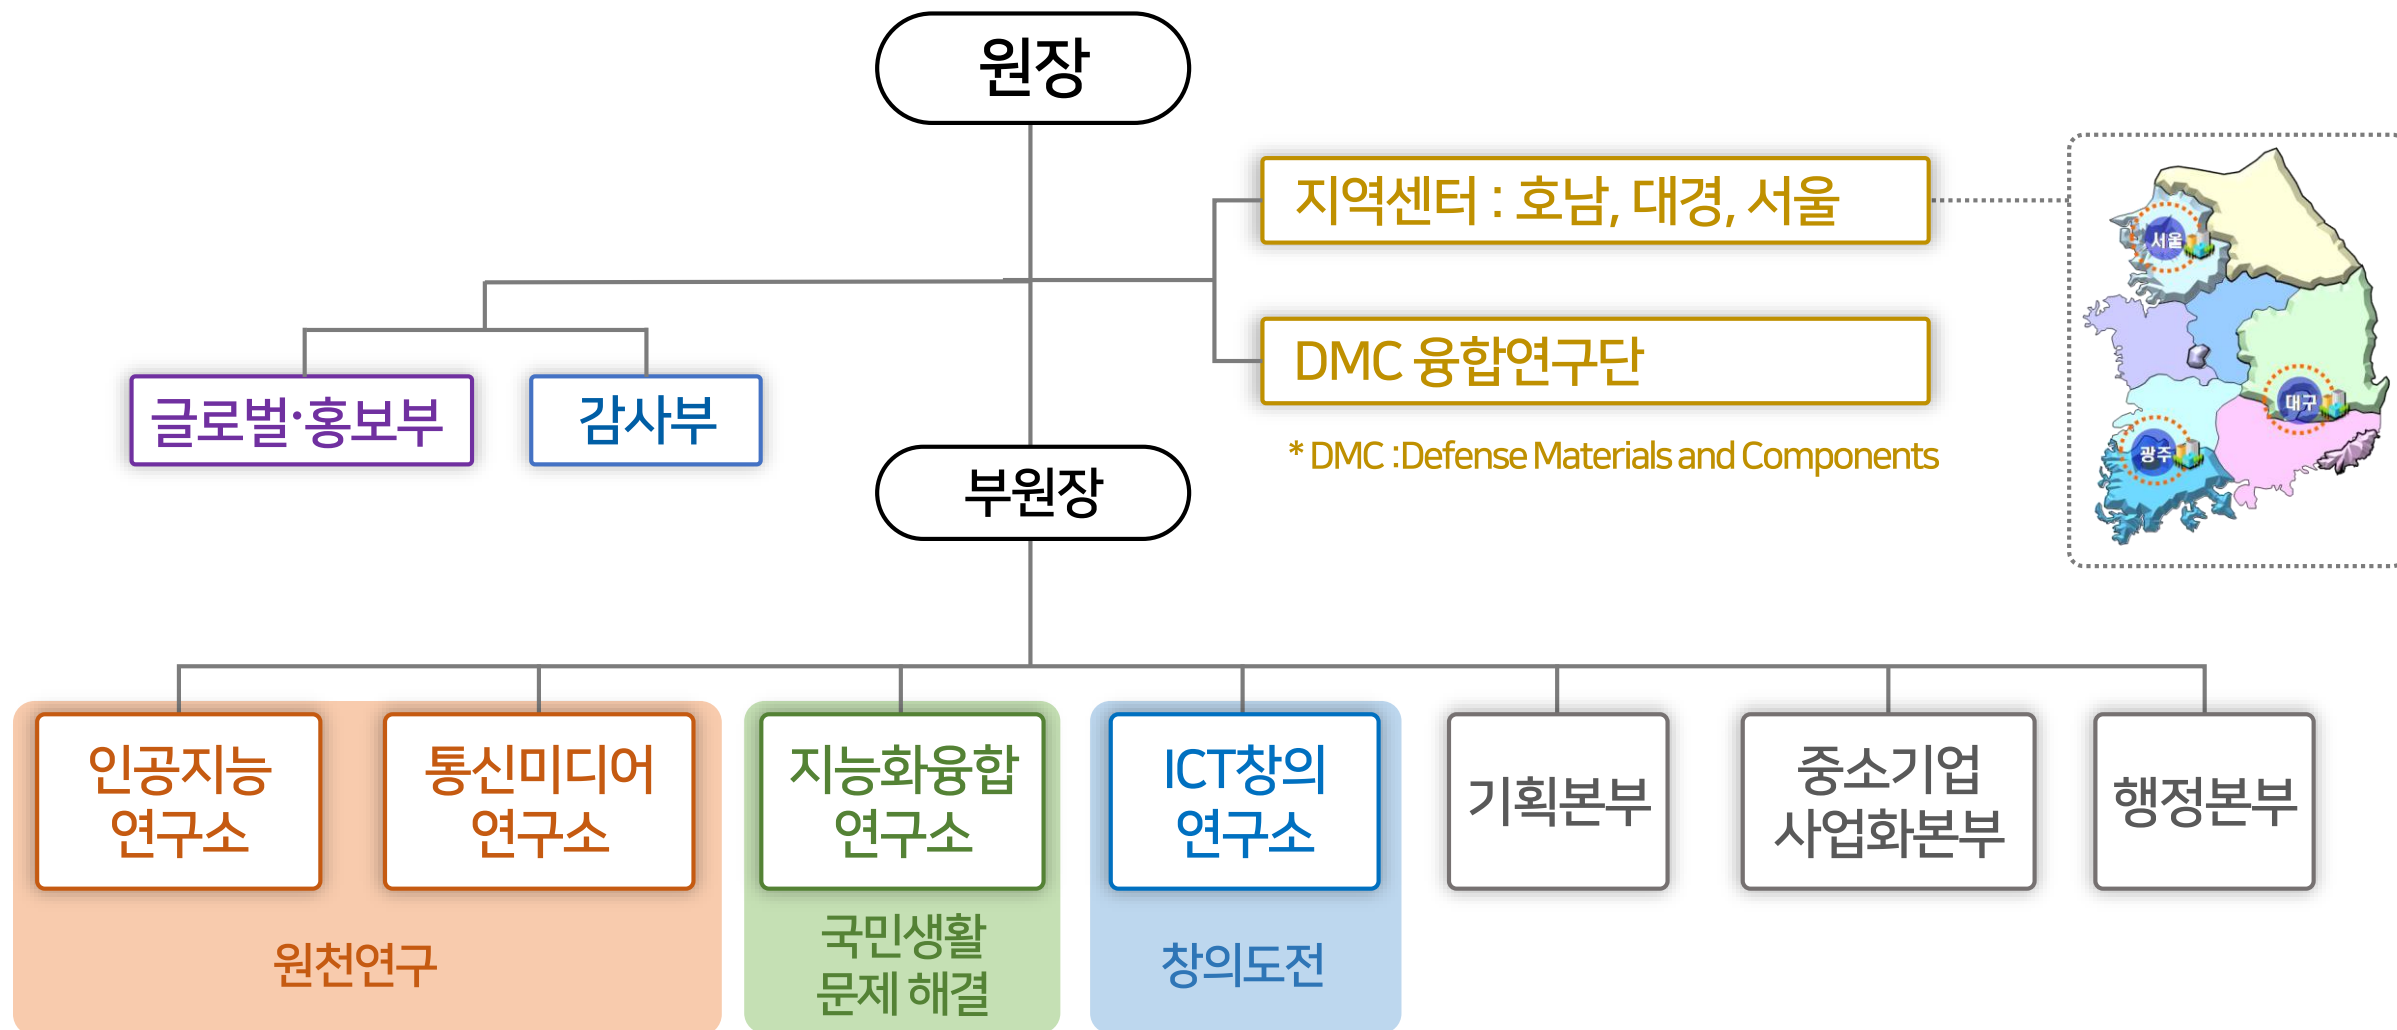 원장
지역센터 : 호남, 대경, 서울
DMC 융합연구단
* DMC :Defense Materials and Components
서울
대구
광주
글로벌·홍보부
감사부
부원장
인공지능
연구소
통신미디어
연구소
지능화융합
연구소
ICT창의
연구소
기획본부
중소기업
사업화본부
행정본부
원천연구
국민생활
문제 해결
창의도전